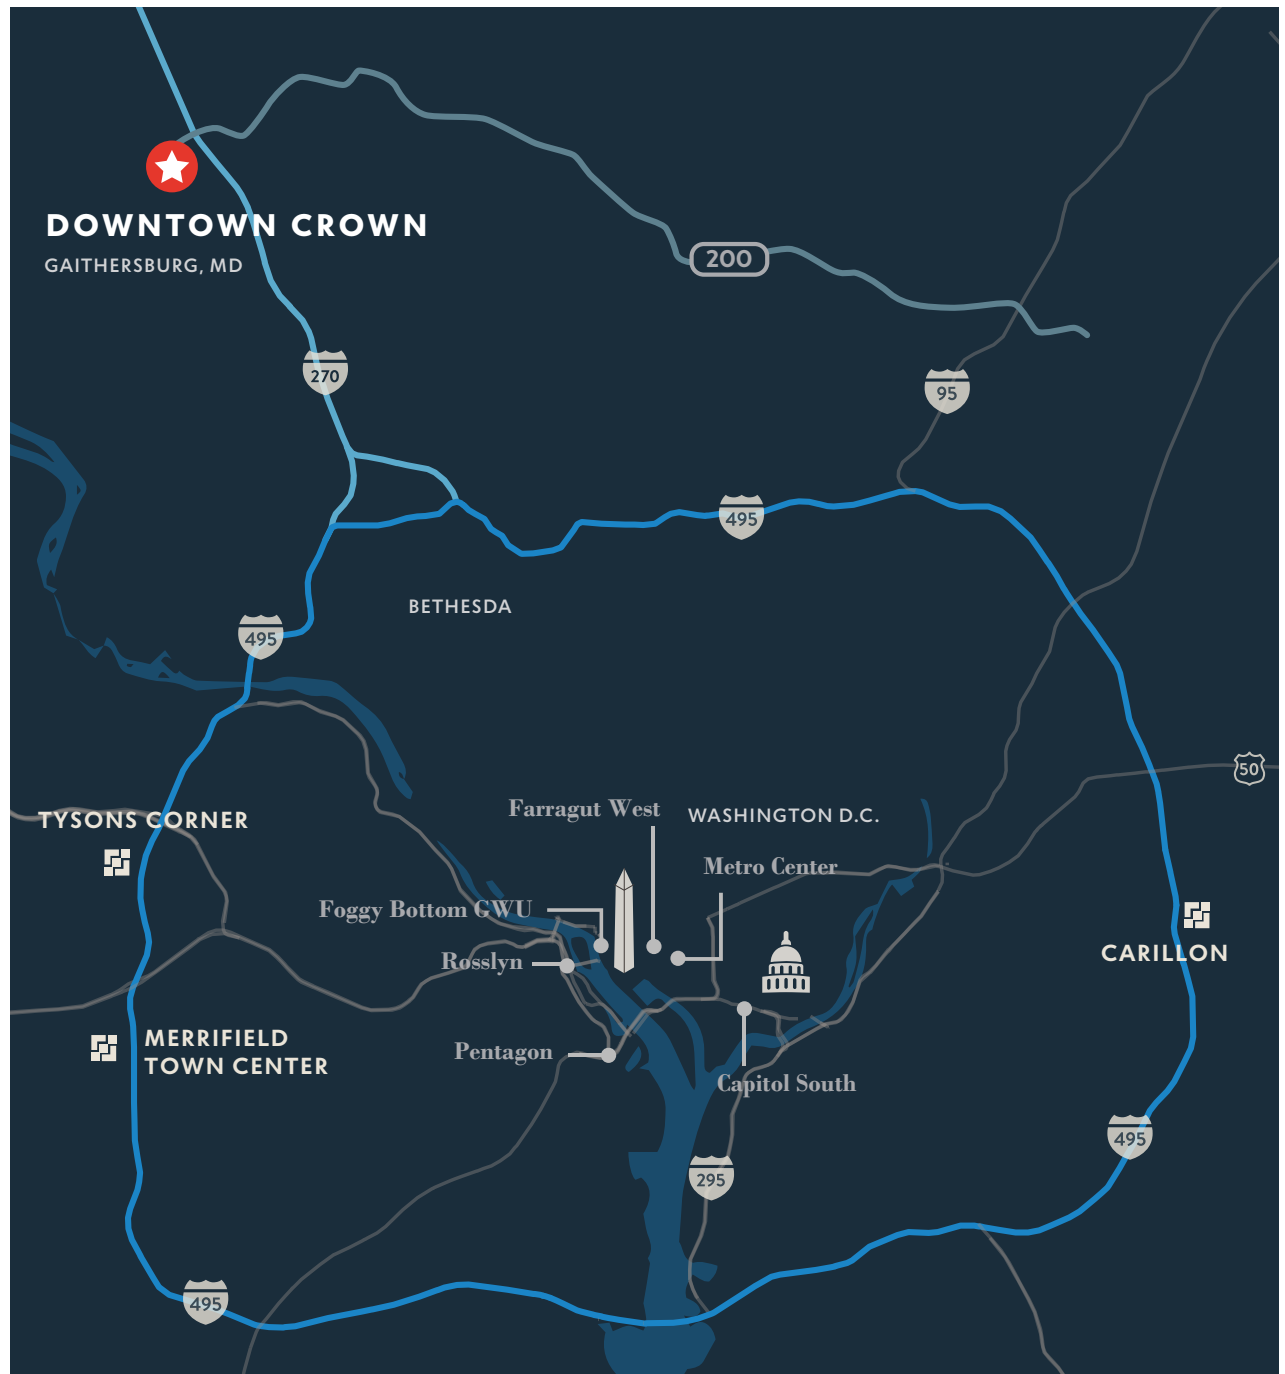 DOWNTOWN CROWN
GAITHERSBURG, MD
200
270
95
495
BETHESDA
495
50
TYSONS CORNER
Farragut West
WASHINGTON D.C.
Metro Center
Foggy Bottom GWU
Rosslyn
CARILLON
MERRIFIELD
TOWN CENTER
Pentagon
Capitol South
495
295
495